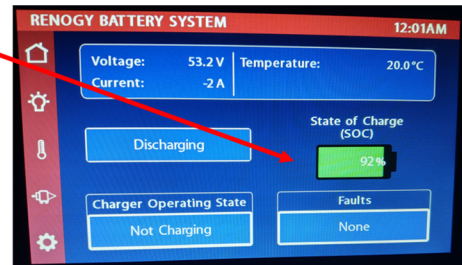 RENOGY BATTERY SYSTEM 12:01AM
Voltage: 53.2 V Temperature: 20.0°C
Current: -2 A
State of Charge
(SOC)
Discharging
92%
Charger Operating State Faults
Not Charging None